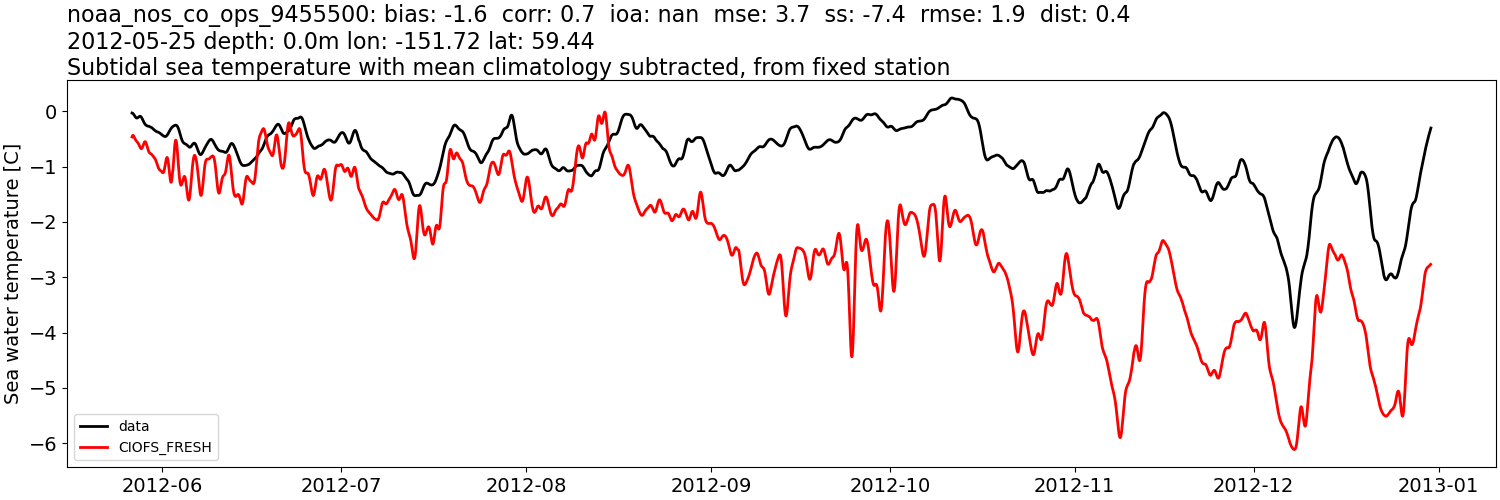 noaa_nos_co_ops_9455500: bias: -1.6  corr: 0.7  ioa: nan  mse: 3.7  ss: -7.4  rmse: 1.9  dist: 0.4
2012-05-25 depth: 0.0m lon: -151.72 lat: 59.44
Subtidal sea temperature with mean climatology subtracted, from fixed station
Sea water temperature [C]
0
−1
−2
−3
−4
−5
−6
data
CIOFS_FRESH
2012-06
2012-07
2012-08
2012-09
2012-10
2012-11
2012-12
2013-01